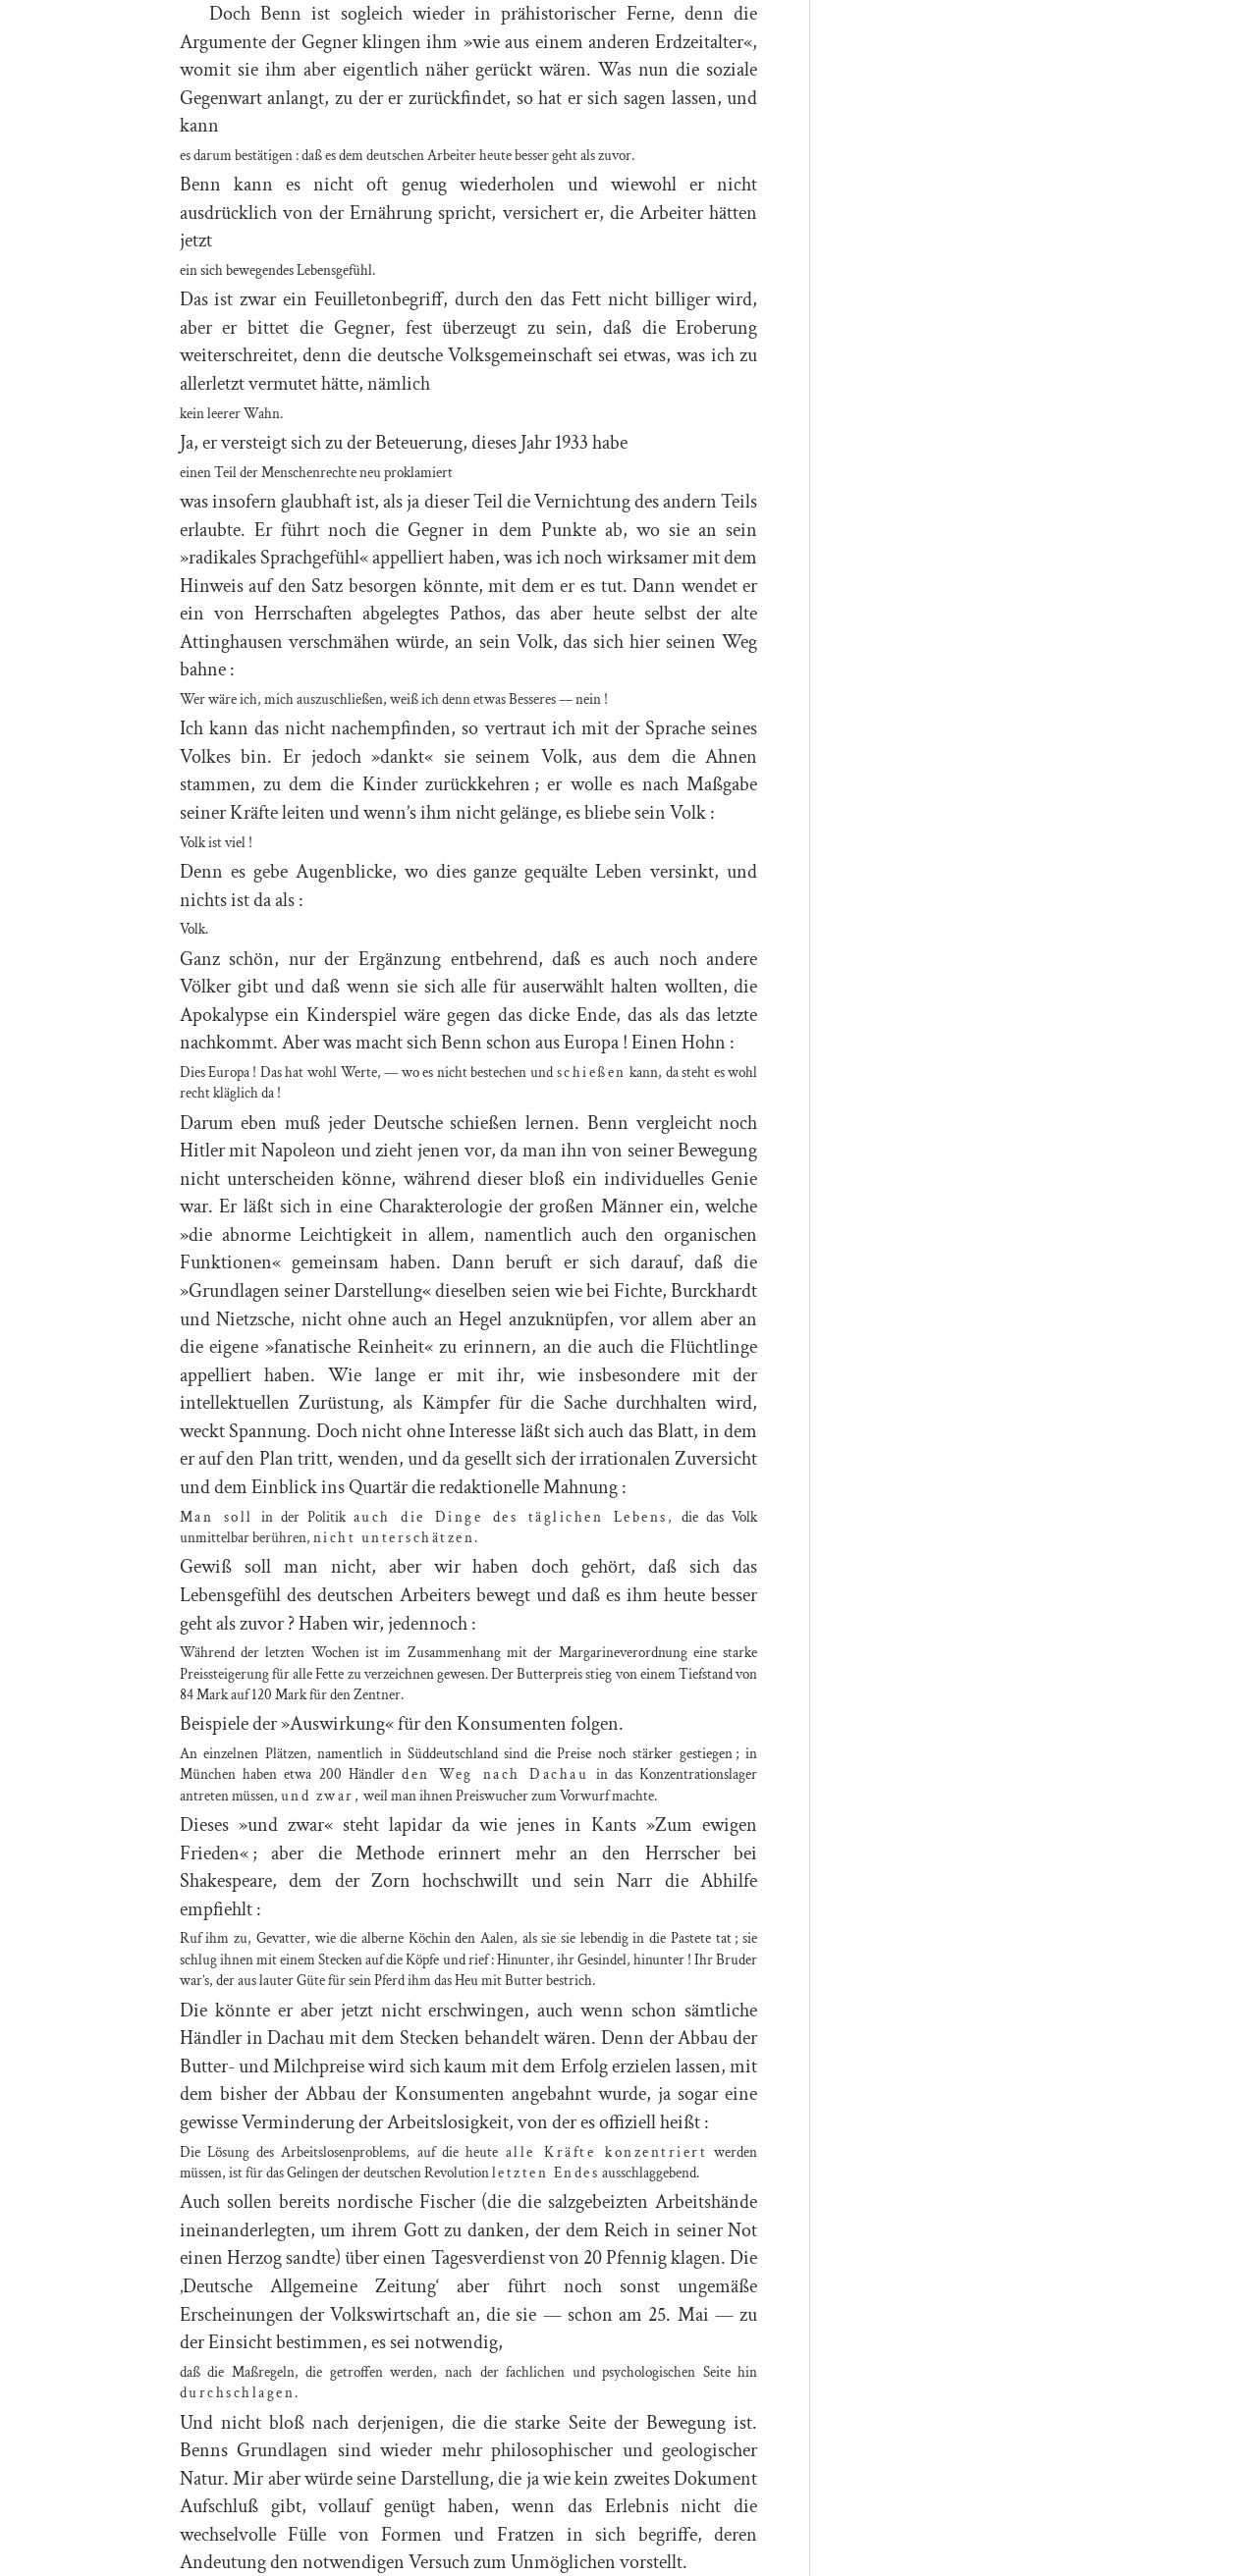 Doch Benn ist sogleich wieder in prähistorischer Ferne, denn die
Argumente der Gegner klingen ihm »wie aus einem anderen Erdzeitalter«,
womit sie ihm aber eigentlich näher gerückt wären. Was nun die soziale
Gegenwart anlangt, zu der er zurückfindet, so hat er sich sagen lassen, und
kann
es darum bestätigen : daß es dem deutschen Arbeiter heute besser geht als zuvor.
Benn kann es nicht oft genug wiederholen und wiewohl er nicht
ausdrücklich von der Ernährung spricht, versichert er, die Arbeiter hätten
jetzt
ein sich bewegendes Lebensgefühl.
Das ist zwar ein Feuilletonbegriff, durch den das Fett nicht billiger wird,
aber er bittet die Gegner, fest überzeugt zu sein, daß die Eroberung
weiterschreitet, denn die deutsche Volksgemeinschaft sei etwas, was ich zu
allerletzt vermutet hätte, nämlich
kein leerer Wahn.
Ja, er versteigt sich zu der Beteuerung, dieses Jahr 1933 habe
einen Teil der Menschenrechte neu proklamiert
was insofern glaubhaft ist, als ja dieser Teil die Vernichtung des andern Teils
erlaubte. Er führt noch die Gegner in dem Punkte ab, wo sie an sein
»radikales Sprachgefühl« appelliert haben, was ich noch wirksamer mit dem
Hinweis auf den Satz besorgen könnte, mit dem er es tut. Dann wendet er
ein von Herrschaften abgelegtes Pathos, das aber heute selbst der alte
Attinghausen verschmähen würde, an sein Volk, das sich hier seinen Weg
bahne :
Wer wäre ich, mich auszuschließen, weiß ich denn etwas Besseres — nein !
Ich kann das nicht nachempfinden, so vertraut ich mit der Sprache seines
Volkes bin. Er jedoch »dankt« sie seinem Volk, aus dem die Ahnen
stammen, zu dem die Kinder zurückkehren ; er wolle es nach Maßgabe
seiner Kräfte leiten und wenn’s ihm nicht gelänge, es bliebe sein Volk :
Volk ist viel !
Denn es gebe Augenblicke, wo dies ganze gequälte Leben versinkt, und
nichts ist da als :
Volk.
Ganz schön, nur der Ergänzung entbehrend, daß es auch noch andere
Völker gibt und daß wenn sie sich alle für auserwählt halten wollten, die
Apokalypse ein Kinderspiel wäre gegen das dicke Ende, das als das letzte
nachkommt. Aber was macht sich Benn schon aus Europa ! Einen Hohn :
Dies Europa ! Das hat wohl Werte, — wo es nicht bestechen und schießen kann, da steht es wohl
recht kläglich da !
Darum eben muß jeder Deutsche schießen lernen. Benn vergleicht noch
Hitler mit Napoleon und zieht jenen vor, da man ihn von seiner Bewegung
nicht unterscheiden könne, während dieser bloß ein individuelles Genie
war. Er läßt sich in eine Charakterologie der großen Männer ein, welche
»die abnorme Leichtigkeit in allem, namentlich auch den organischen
Funktionen« gemeinsam haben. Dann beruft er sich darauf, daß die
»Grundlagen seiner Darstellung« dieselben seien wie bei Fichte, Burckhardt
und Nietzsche, nicht ohne auch an Hegel anzuknüpfen, vor allem aber an
die eigene »fanatische Reinheit« zu erinnern, an die auch die Flüchtlinge
appelliert haben. Wie lange er mit ihr, wie insbesondere mit der
intellektuellen Zurüstung, als Kämpfer für die Sache durchhalten wird,
weckt Spannung. Doch nicht ohne Interesse läßt sich auch das Blatt, in dem
er auf den Plan tritt, wenden, und da gesellt sich der irrationalen Zuversicht
und dem Einblick ins Quartär die redaktionelle Mahnung :
Man soll in der Politik auch die Dinge des täglichen Lebens, die das Volk
unmittelbar berühren, nicht unterschätzen.
Gewiß soll man nicht, aber wir haben doch gehört, daß sich das
Lebensgefühl des deutschen Arbeiters bewegt und daß es ihm heute besser
geht als zuvor ? Haben wir, jedennoch :
Während der letzten Wochen ist im Zusammenhang mit der Margarineverordnung eine starke
Preissteigerung für alle Fette zu verzeichnen gewesen. Der Butterpreis stieg von einem Tiefstand von
84 Mark auf 120 Mark für den Zentner.
Beispiele der »Auswirkung« für den Konsumenten folgen.
An einzelnen Plätzen, namentlich in Süddeutschland sind die Preise noch stärker gestiegen ; in
München haben etwa 200 Händler den Weg nach Dachau in das Konzentrationslager
antreten müssen, und zwar, weil man ihnen Preiswucher zum Vorwurf machte.
Dieses »und zwar« steht lapidar da wie jenes in Kants »Zum ewigen
Frieden« ; aber die Methode erinnert mehr an den Herrscher bei
Shakespeare, dem der Zorn hochschwillt und sein Narr die Abhilfe
empfiehlt :
Ruf ihm zu, Gevatter, wie die alberne Köchin den Aalen, als sie sie lebendig in die Pastete tat ; sie
schlug ihnen mit einem Stecken auf die Köpfe und rief : Hinunter, ihr Gesindel, hinunter ! Ihr Bruder
war’s, der aus lauter Güte für sein Pferd ihm das Heu mit Butter bestrich.
Die könnte er aber jetzt nicht erschwingen, auch wenn schon sämtliche
Händler in Dachau mit dem Stecken behandelt wären. Denn der Abbau der
Butter- und Milchpreise wird sich kaum mit dem Erfolg erzielen lassen, mit
dem bisher der Abbau der Konsumenten angebahnt wurde, ja sogar eine
gewisse Verminderung der Arbeitslosigkeit, von der es offiziell heißt :
Die Lösung des Arbeitslosenproblems, auf die heute alle Kräfte konzentriert werden
müssen, ist für das Gelingen der deutschen Revolution letzten Endes ausschlaggebend.
Auch sollen bereits nordische Fischer (die die salzgebeizten Arbeitshände
ineinanderlegten, um ihrem Gott zu danken, der dem Reich in seiner Not
einen Herzog sandte) über einen Tagesverdienst von 20 Pfennig klagen. Die
‚Deutsche Allgemeine Zeitung‘ aber führt noch sonst ungemäße
Erscheinungen der Volkswirtschaft an, die sie — schon am 25. Mai — zu
der Einsicht bestimmen, es sei notwendig,
daß die Maßregeln, die getroffen werden, nach der fachlichen und psychologischen Seite hin
durchschlagen.
Und nicht bloß nach derjenigen, die die starke Seite der Bewegung ist.
Benns Grundlagen sind wieder mehr philosophischer und geologischer
Natur. Mir aber würde seine Darstellung, die ja wie kein zweites Dokument
Aufschluß gibt, vollauf genügt haben, wenn das Erlebnis nicht die
wechselvolle Fülle von Formen und Fratzen in sich begriffe, deren
Andeutung den notwendigen Versuch zum Unmöglichen vorstellt.